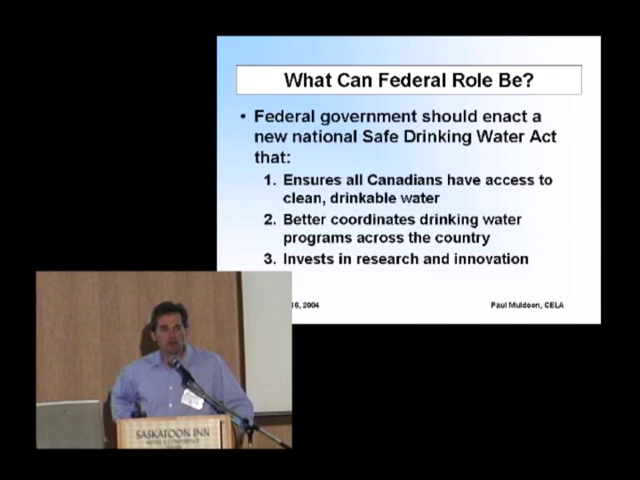 What Can Federal Role Be?
• Federal government should enact a
new national Safe Drinking Water Act
that:
1. Ensures all Canadians have access to
clean, drinkable water
2. Better coordinates drinking water
programs across the country
3. Invests in research and innovation
16, 2004
Paul Muldoon, CELA
SASKATOON INN